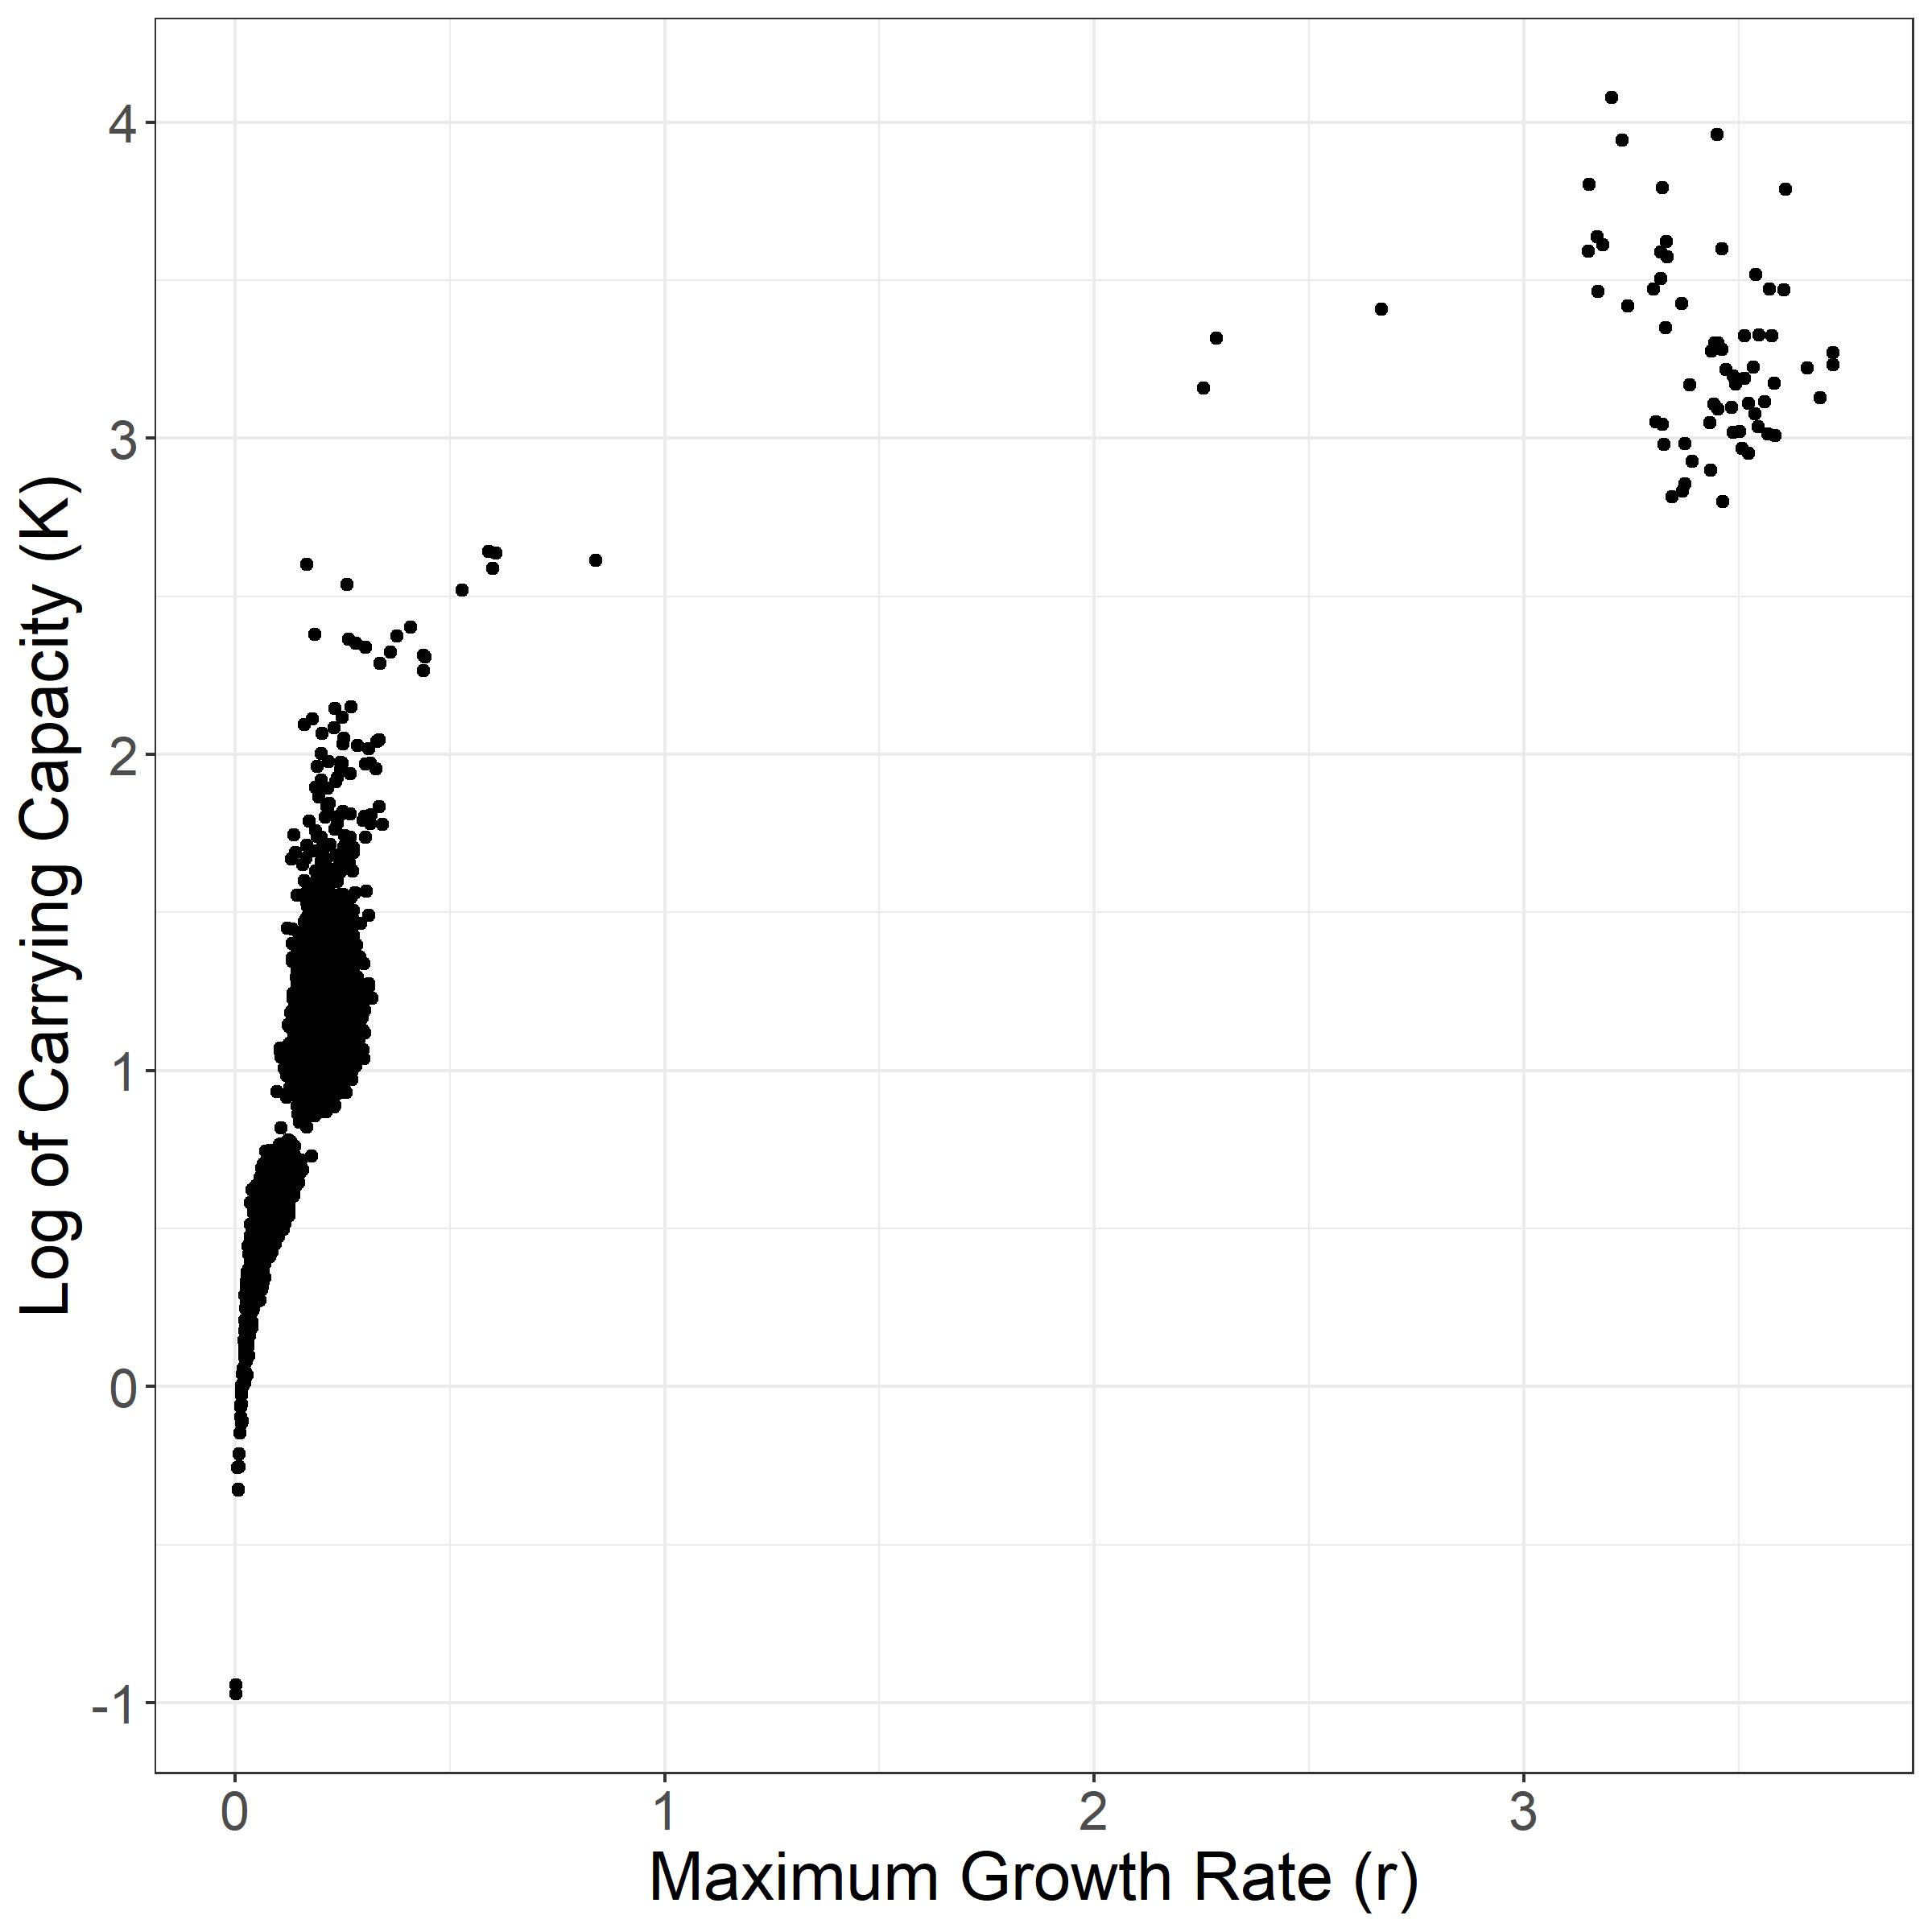 Log of Carrying Capacity (K)
4
3
2
1
0
-1
0 1 2 3
Maximum Growth Rate (r)